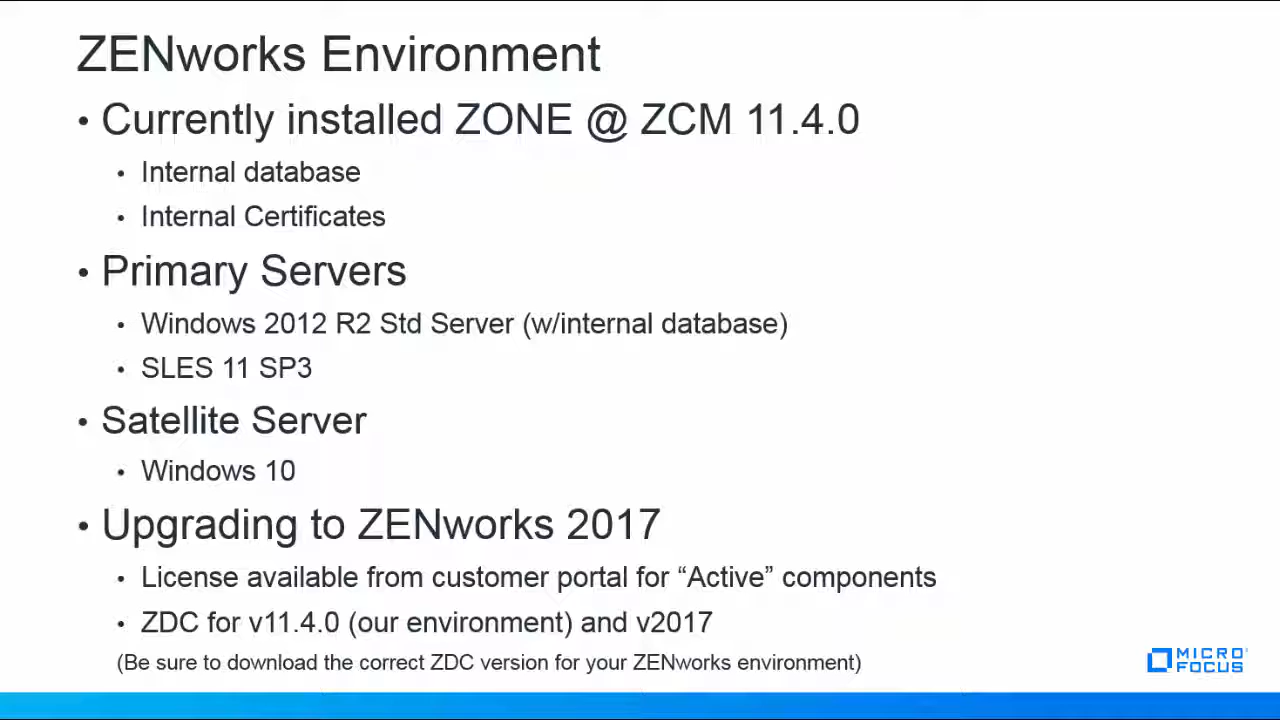 ZENworks Environment
• Currently installed ZONE @ ZCM 11.4.0
• Internal database
• Internal Certificates
• Primary Servers
• Windows 2012 R2 Std Server (w/internal database)
• SLES 11 SP3
• Satellite Server
• Windows 10
• Upgrading to ZENworks 2017
• License available from customer portal for “Active” components
• ZDC for v11.4.0 (our environment) and v2017
(Be sure to download the correct ZDC version for your ZENworks environment)
MICRO
FOCUS